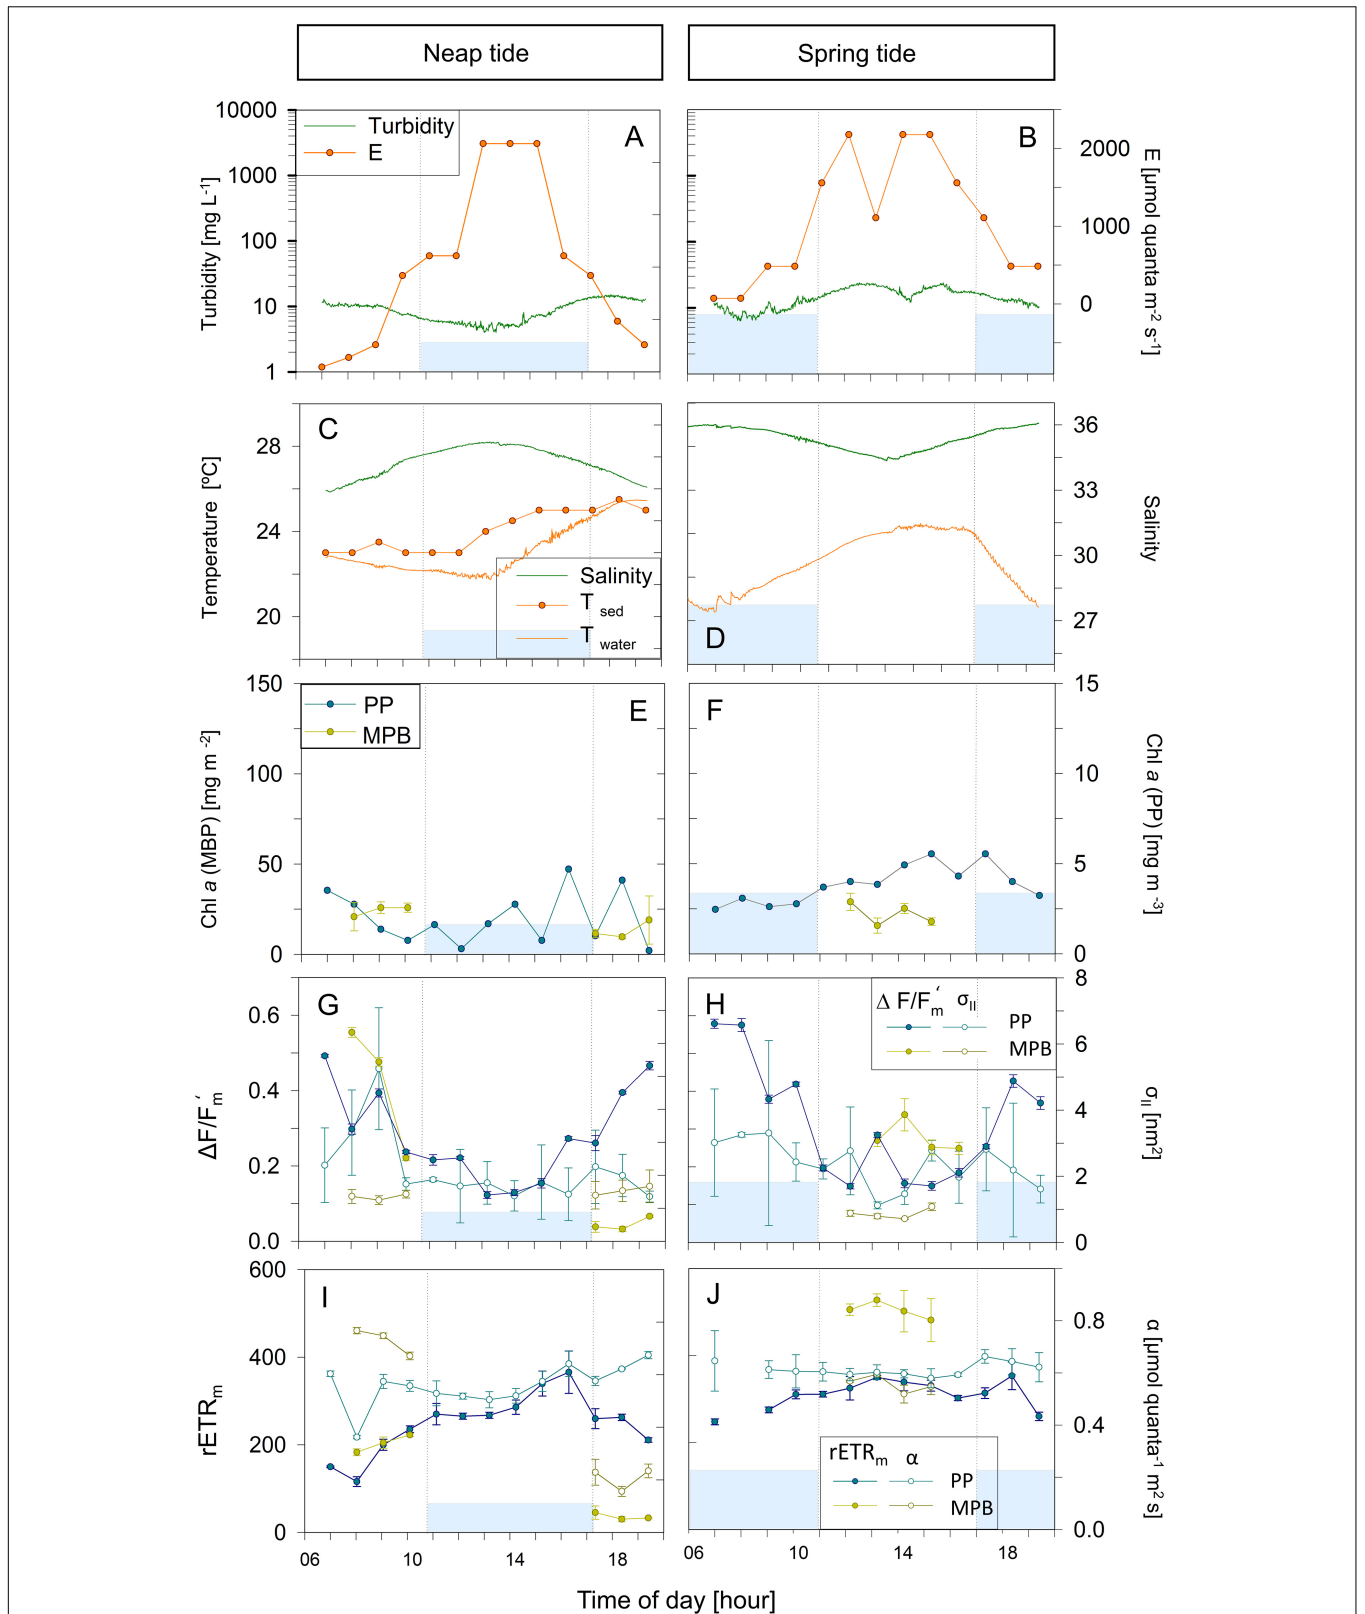 Neap tide
Spring tide
Turbidity
E
A
B
10000
1000
100
10
1
Turbidity [mg L-1]
2000
1000
0
E [µmol quanta m-2 s-1]
C
D
28
24
20
Temperature [ºC]
Salinity
T sed
T water
36
33
30
27
Salinity
PP
MPB
E
F
150
100
50
0
Chl a (MBP) [mg m -2]
15
10
5
0
Chl a (PP) [mg m -3]
G
H
Δ F/Fm‘ σII
PP
MPB
0.6
0.4
0.2
0.0
ΔF/Fm‘
8
6
4
2
0
σII [nm2]
I
J
600
400
200
0
rETRm
rETRm α
PP
MPB
0.8
0.4
0.0
α [µmol quanta-1 m2 s]
06 10 14 18 06 10 14 18
Time of day [hour]